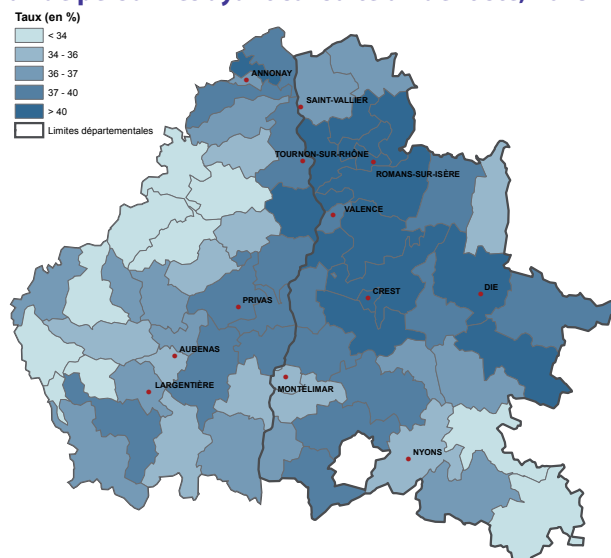 Taux (en %)
< 34
34 - 36
36 - 37
37 - 40
> 40
Limites départementales
ANNONAY
SAINT-VALLIER
TOURNON-SUR-RHÔNE
ROMANS-SUR-ISÈRE
VALENCE
PRIVAS
CREST
DIE
AUBENAS
LARGENTIÈRE
MONTÉLIMAR
NYONS